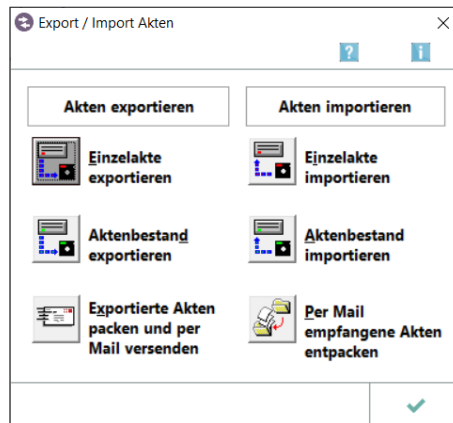 Export / Import Akten
?
i
Akten exportieren
Akten importieren
Einzelakte
exportieren
Einzelakte
importieren
Aktenbestand
exportieren
Aktenbestand
importieren
Exportierte Akten
packen und per
Mail versenden
Per Mail
empfangene Akten
entpacken